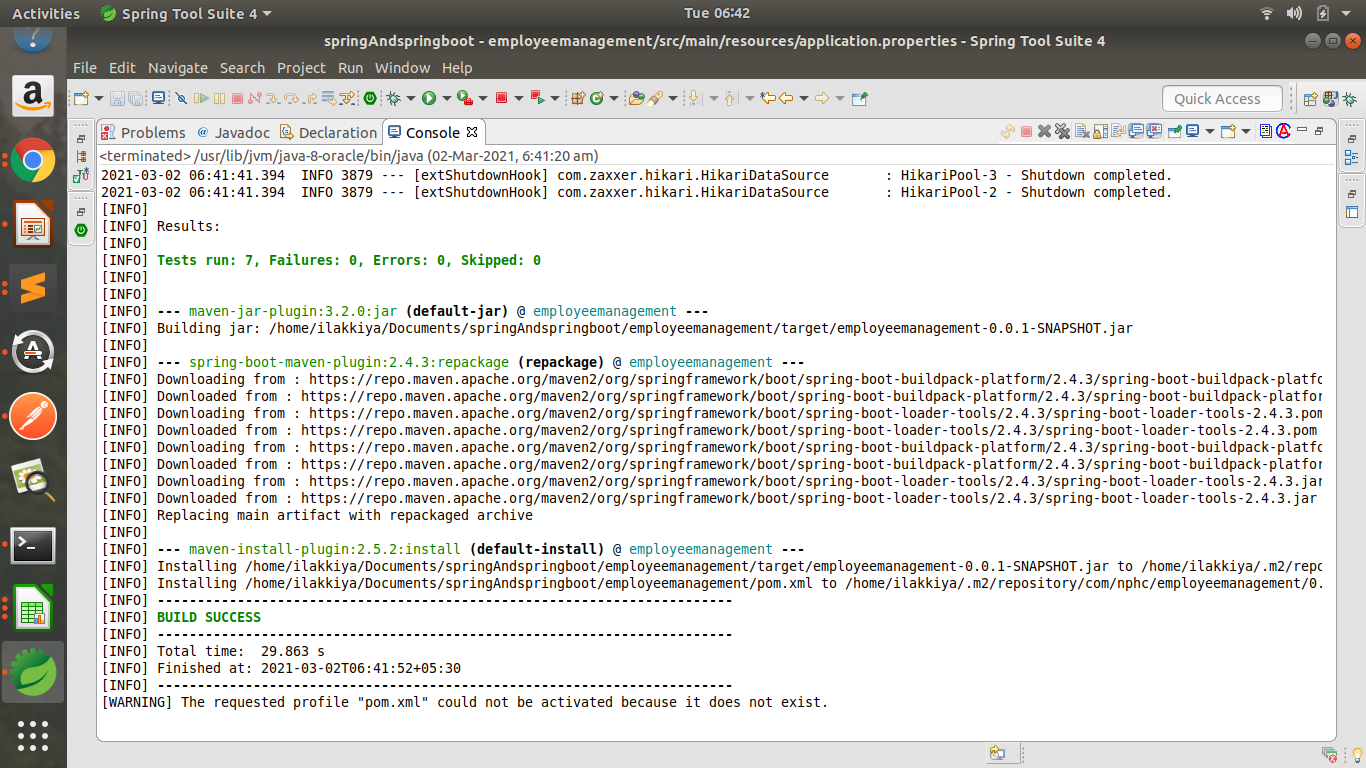 Activities
Spring Tool Suite 4
Tue 06:42
springAndspringboot - employeemanagement/src/main/resources/application.properties - Spring Tool Suite 4
File Edit Navigate Search Project Run Window Help
Quick Access
Problems @ Javadoc Declaration Console
<terminated> /usr/lib/jvm/java-8-oracle/bin/java (02-Mar-2021, 6:41:20 am)
2021-03-02 06:41:41.394  INFO 3879 --- [extShutdownHook] com.zaxxer.hikari.HikariDataSource       : HikariPool-3 - Shutdown completed.
2021-03-02 06:41:41.394  INFO 3879 --- [extShutdownHook] com.zaxxer.hikari.HikariDataSource       : HikariPool-2 - Shutdown completed.
[INFO]
[INFO] Results:
[INFO]
[INFO] Tests run: 7, Failures: 0, Errors: 0, Skipped: 0
[INFO]
[INFO]
[INFO] --- maven-jar-plugin:3.2.0:jar (default-jar) @ employeemanagement ---
[INFO] Building jar: /home/ilakkiya/Documents/springAndspringboot/employeemanagement/target/employeemanagement-0.0.1-SNAPSHOT.jar
[INFO]
[INFO] --- spring-boot-maven-plugin:2.4.3:repackage (repackage) @ employeemanagement ---
[INFO] Downloading from : https://repo.maven.apache.org/maven2/org/springframework/boot/spring-boot-buildpack-platform/2.4.3/spring-boot-buildpack-platfo
[INFO] Downloaded from : https://repo.maven.apache.org/maven2/org/springframework/boot/spring-boot-buildpack-platform/2.4.3/spring-boot-buildpack-platfor
[INFO] Downloading from : https://repo.maven.apache.org/maven2/org/springframework/boot/spring-boot-loader-tools/2.4.3/spring-boot-loader-tools-2.4.3.pom
[INFO] Downloaded from : https://repo.maven.apache.org/maven2/org/springframework/boot/spring-boot-loader-tools/2.4.3/spring-boot-loader-tools-2.4.3.pom
[INFO] Downloading from : https://repo.maven.apache.org/maven2/org/springframework/boot/spring-boot-buildpack-platform/2.4.3/spring-boot-buildpack-platfo
[INFO] Downloaded from : https://repo.maven.apache.org/maven2/org/springframework/boot/spring-boot-buildpack-platform/2.4.3/spring-boot-buildpack-platfor
[INFO] Downloading from : https://repo.maven.apache.org/maven2/org/springframework/boot/spring-boot-loader-tools/2.4.3/spring-boot-loader-tools-2.4.3.jar
[INFO] Downloaded from : https://repo.maven.apache.org/maven2/org/springframework/boot/spring-boot-loader-tools/2.4.3/spring-boot-loader-tools-2.4.3.jar
[INFO] Replacing main artifact with repackaged archive
[INFO]
[INFO] --- maven-install-plugin:2.5.2:install (default-install) @ employeemanagement ---
[INFO] Installing /home/ilakkiya/Documents/springAndspringboot/employeemanagement/target/employeemanagement-0.0.1-SNAPSHOT.jar to /home/ilakkiya/.m2/repo
[INFO] Installing /home/ilakkiya/Documents/springAndspringboot/employeemanagement/pom.xml to /home/ilakkiya/.m2/repository/com/nphc/employeemanagement/0.
[INFO] ------------------------------------------------------------------------
[INFO] BUILD SUCCESS
[INFO] ------------------------------------------------------------------------
[INFO] Total time:  29.863 s
[INFO] Finished at: 2021-03-02T06:41:52+05:30
[INFO] ------------------------------------------------------------------------
[WARNING] The requested profile "pom.xml" could not be activated because it does not exist.